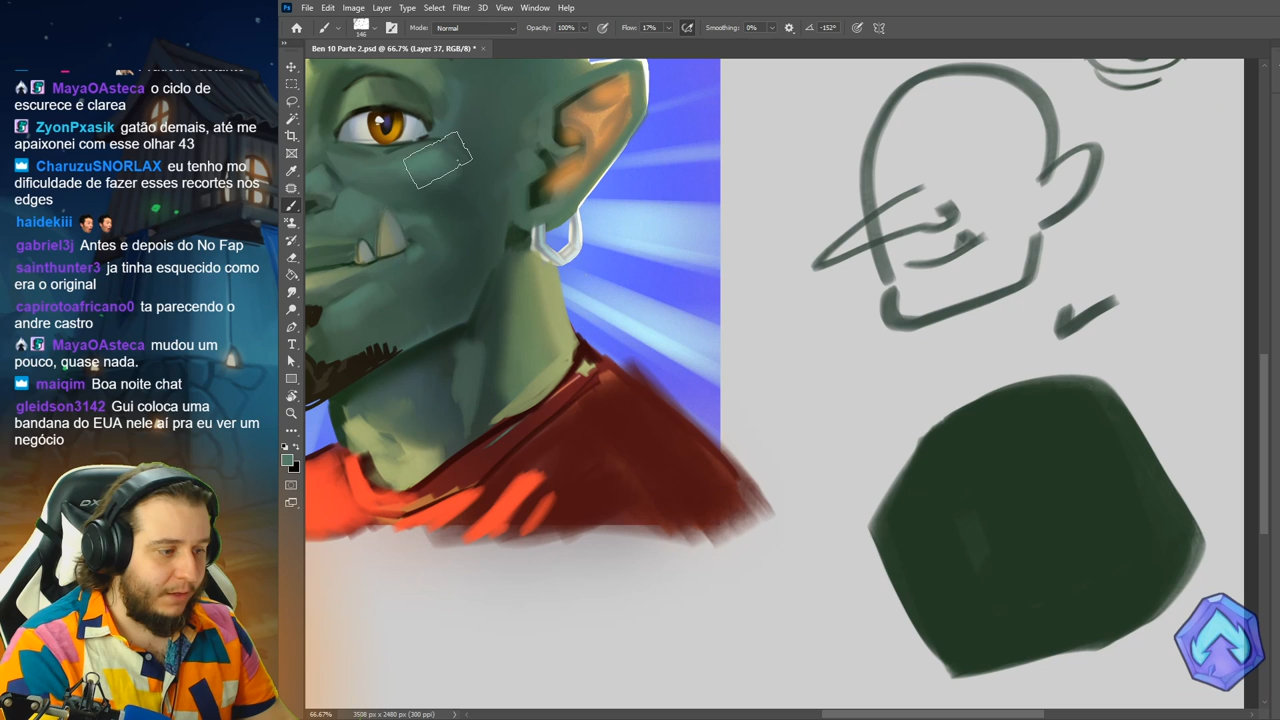 Ps File Edit Image Layer Type Select Filter 3D View Window Help
146 Mode: Normal Opacity: 100% Flow: 17% Smoothing: 0% -152°
Ben 10 Parte 2.psd @ 66.7% (Layer 37, RGB/8) * ×
MayaOAsteca o ciclo de
escurece e clarea
ZyonPxasik gatão demais, até me
apaixonei com esse olhar 43
CharuzuSNORLAX eu tenho mo
dificuldade de fazer esses recortes nos
edges
haidekiii
gabriel3j Antes e depois do No Fap
sainthunter3 ja tinha esquecido como
era o original
capirotoafricano0 ta parecendo o
andre castro
MayaOAsteca mudou um
pouco, quase nada.
maiqim Boa noite chat
gleidson3142 Gui coloca uma
bandana do EUA nele aí pra eu ver um
negócio
DX
66.67% 3508 px x 2480 px (300 ppi)